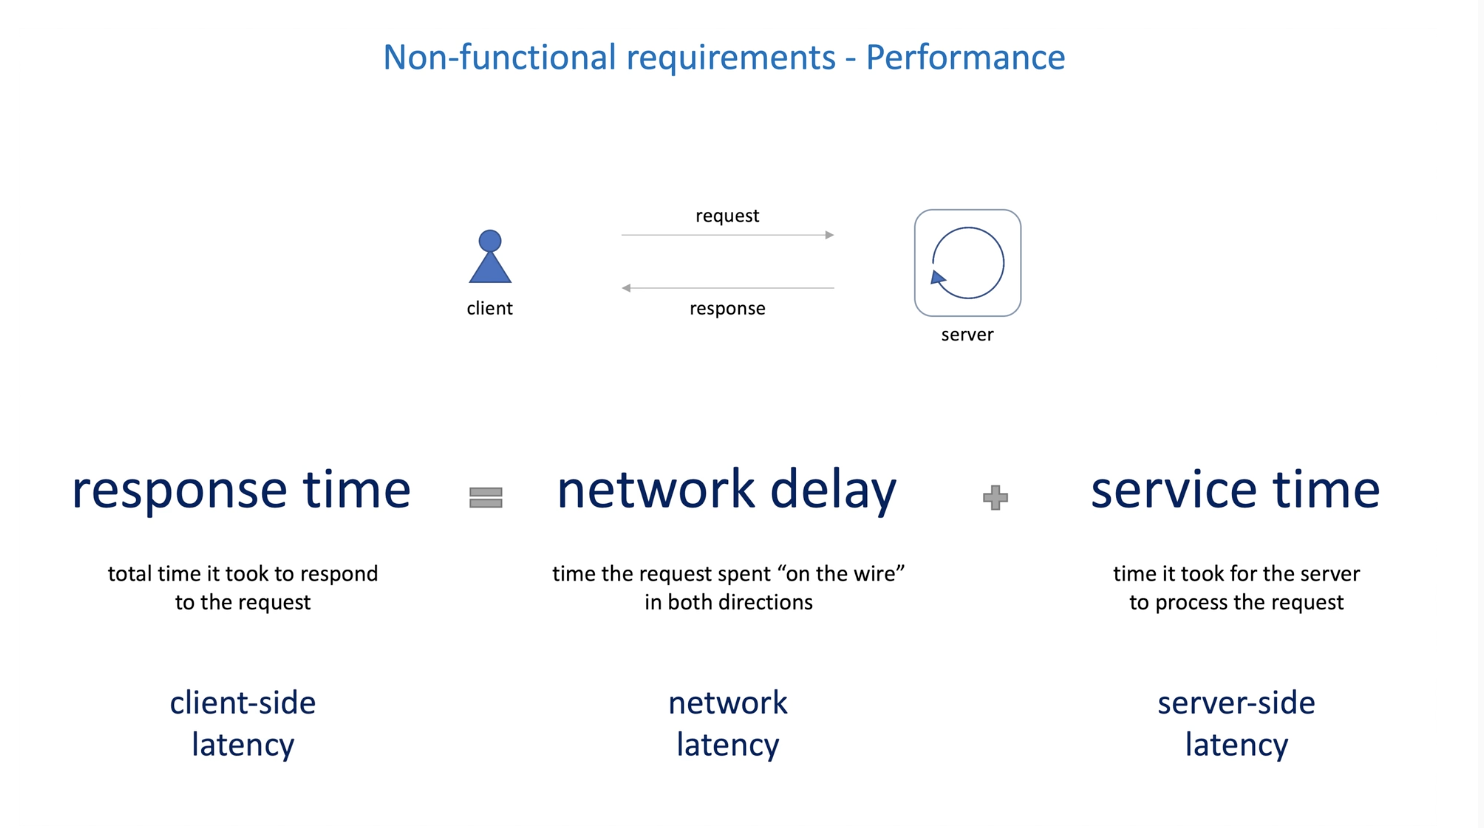 Non-functional requirements - Performance
request
client
response
server
response time
network delay
service time
total time it took to respond
to the request
time the request spent “on the wire”
in both directions
time it took for the server
to process the request
client-side
latency
network
latency
server-side
latency